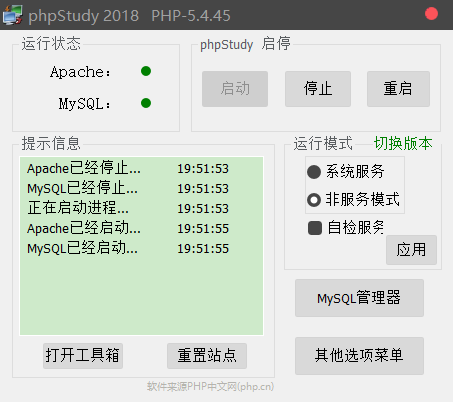 phpStudy 2018 PHP-5.4.45
运行状态
Apache:
MySQL:
phpStudy 启停
启动 停止 重启
提示信息
Apache已经停止... 19:51:53
MySQL已经停止... 19:51:53
正在启动进程... 19:51:53
Apache已经启动... 19:51:55
MySQL已经启动... 19:51:55
打开工具箱 重置站点
运行模式 切换版本
系统服务
非服务模式
自检服务
应用
MySQL管理器
其他选项菜单
软件来源PHP中文网(php.cn)